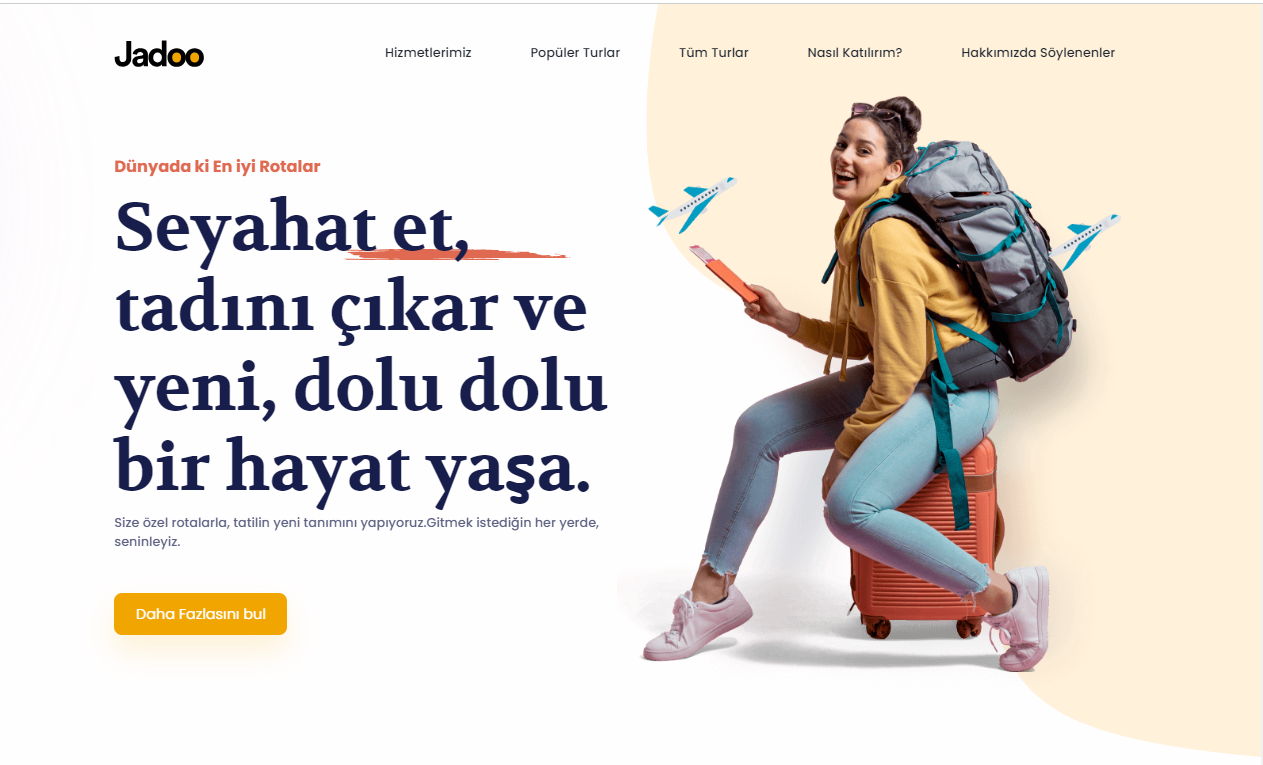 Jadoo
Hizmetlerimiz
Popüler Turlar
Tüm Turlar
Nasıl Katılırım?
Hakkımızda Söylenenler
Dünyada ki En iyi Rotalar
Seyahat et,
tadını çıkar ve
yeni, dolu dolu
bir hayat yaşa.
Size özel rotalarla, tatilin yeni tanımını yapıyoruz.Gitmek istediğin her yerde,
seninleyiz.
Daha Fazlasını bul